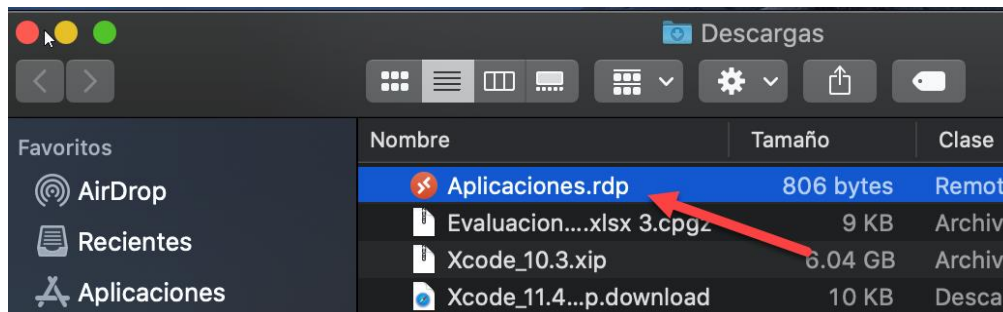 Descargas
Favoritos
AirDrop
Recientes
Aplicaciones
Nombre Tamaño Clase
Aplicaciones.rdp 806 bytes Remot
Evaluacion....xlsx 3.cpgz 9 KB Archiv
Xcode_10.3.xip 6.04 GB Archiv
Xcode_11.4...p.download 10 KB Desca